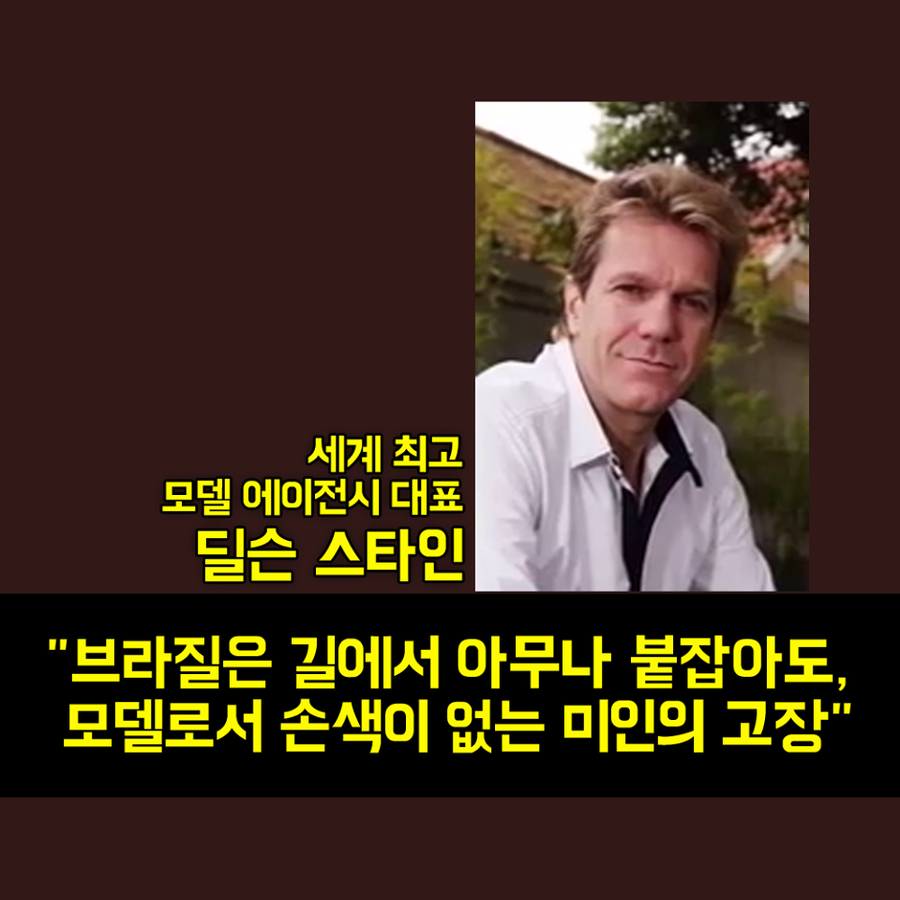 세계 최고
모델 에이전시 대표
딜슨 스타인
"브라질은 길에서 아무나 붙잡아도,
모델로서 손색이 없는 미인의 고장"